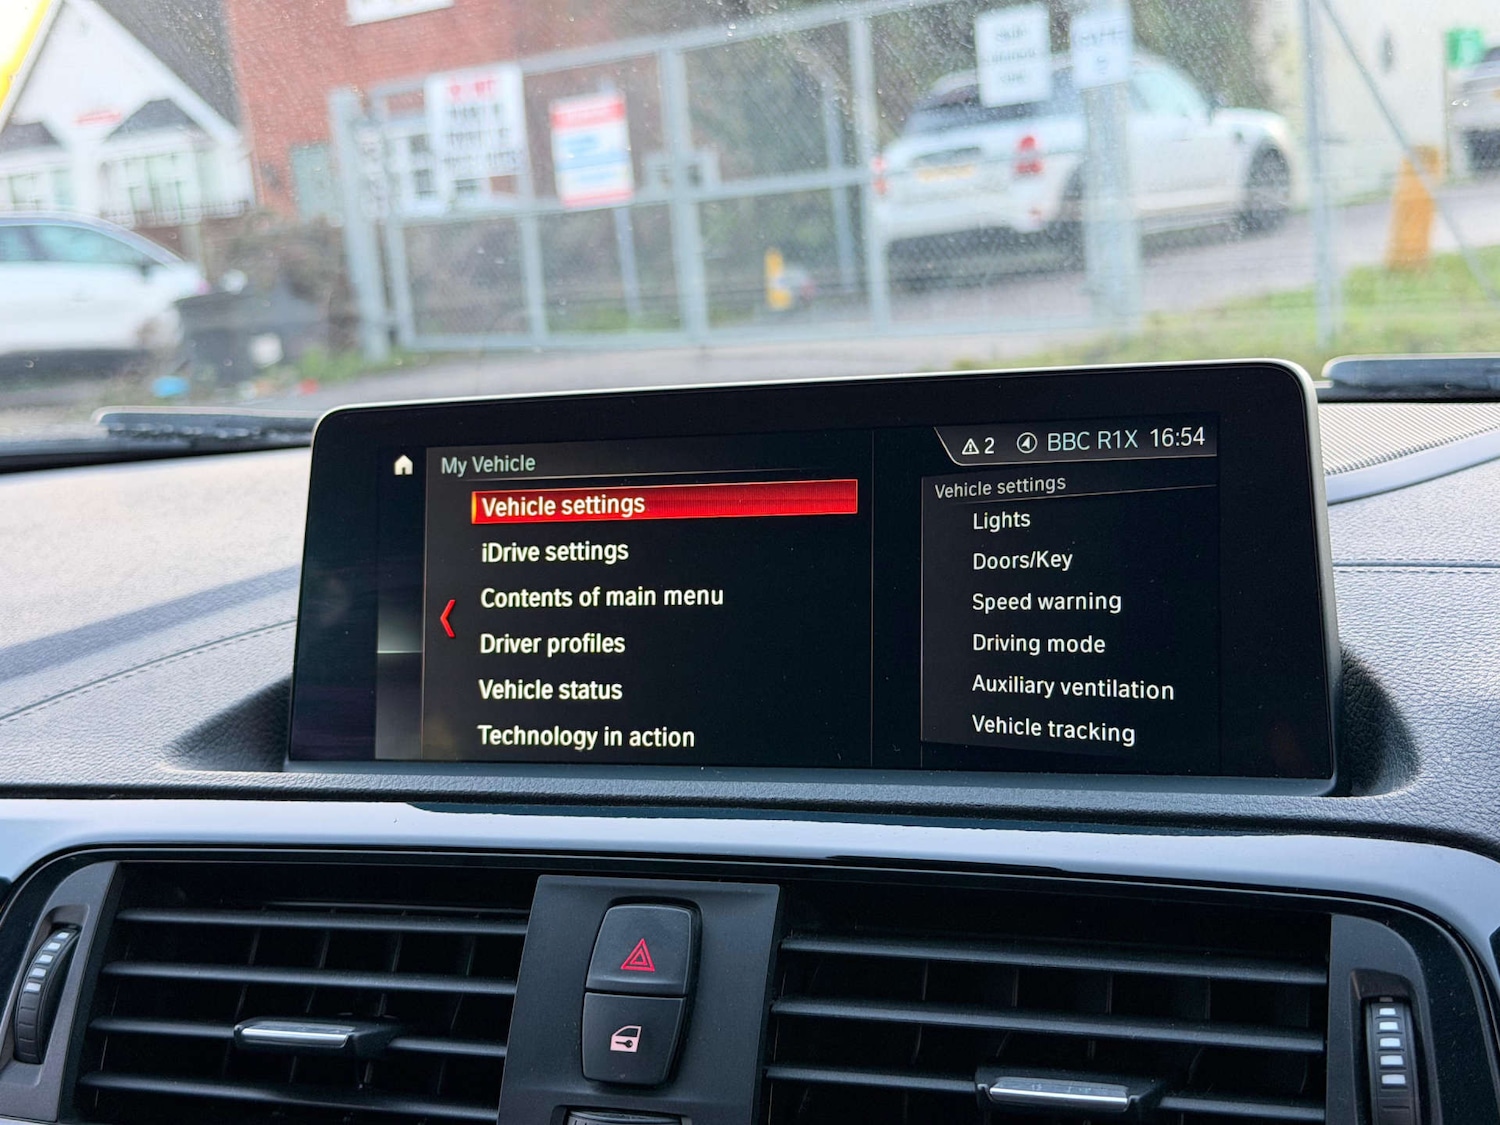 My Vehicle
Vehicle settings
iDrive settings
Contents of main menu
Driver profiles
Vehicle status
Technology in action
2 BBC R1X 16:54
Vehicle settings
Lights
Doors/Key
Speed warning
Driving mode
Auxiliary ventilation
Vehicle tracking